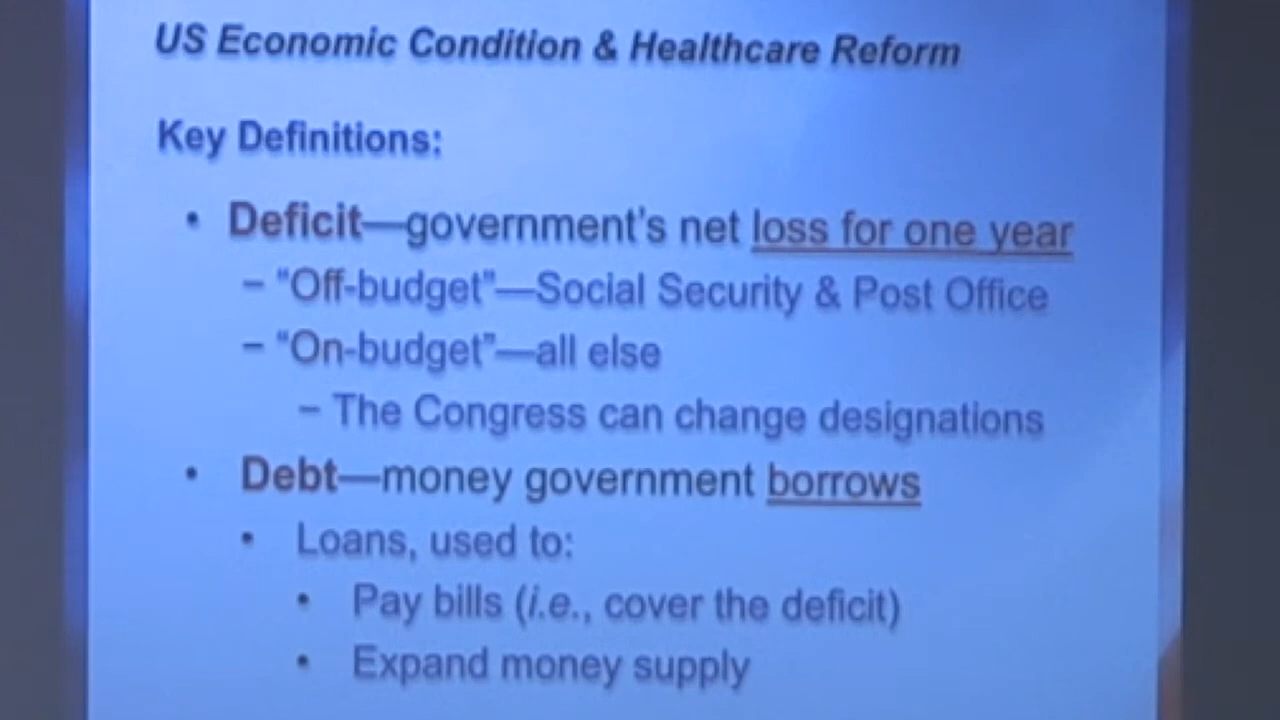 US Economic Condition & Healthcare Reform
Key Definitions:
• Deficit—government's net loss for one year
– "Off-budget"—Social Security & Post Office
– "On-budget"—all else
– The Congress can change designations
• Debt—money government borrows
• Loans, used to:
• Pay bills (i.e., cover the deficit)
• Expand money supply